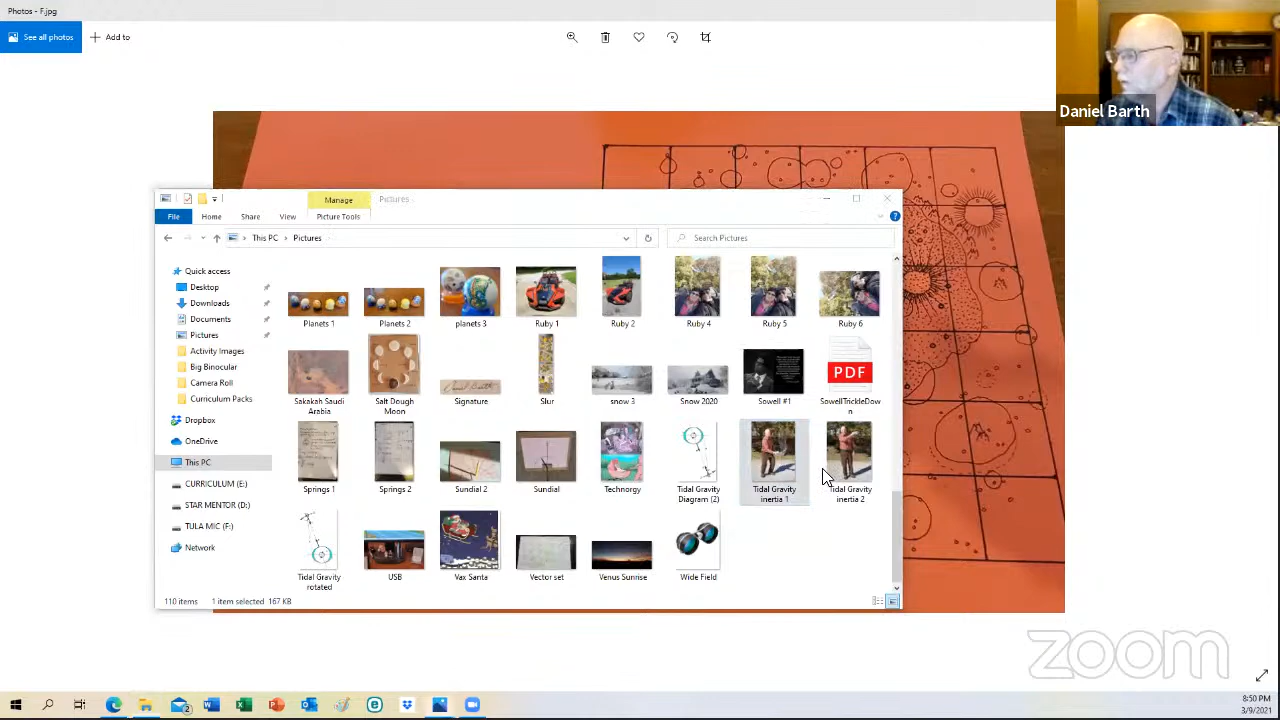 Photos - F.jpg
See all photos
Add to
Daniel Barth
Manage
Pictures
File
Home
Share
View
Picture Tools
This PC
Pictures
Search Pictures
Quick access
Desktop
Downloads
Documents
Pictures
Activity Images
Big Binocular
Camera Roll
Curriculum Packs
Dropbox
OneDrive
This PC
CURRICULUM (E:)
STAR MENTOR (D:)
TULA MIC (F:)
Network
Planets 1
Planets 2
planets 3
Ruby 1
Ruby 2
Ruby 4
Ruby 5
Ruby 6
Sakakah Saudi
Arabia
Salt Dough
Moon
Signature
Slur
snow 3
Snow 2020
Sowell #1
PDF
SowellTrickleDow
n
Springs 1
Springs 2
Sundial 2
Sundial
Technorgy
Tidal Gravity
Diagram (2)
Tidal Gravity
inertia 1
Tidal Gravity
inertia 2
Tidal Gravity
rotated
USB
Vax Santa
Vector set
Venus Sunrise
Wide Field
110 items
1 item selected 167 KB
zoom
8:50 PM
3/9/2021